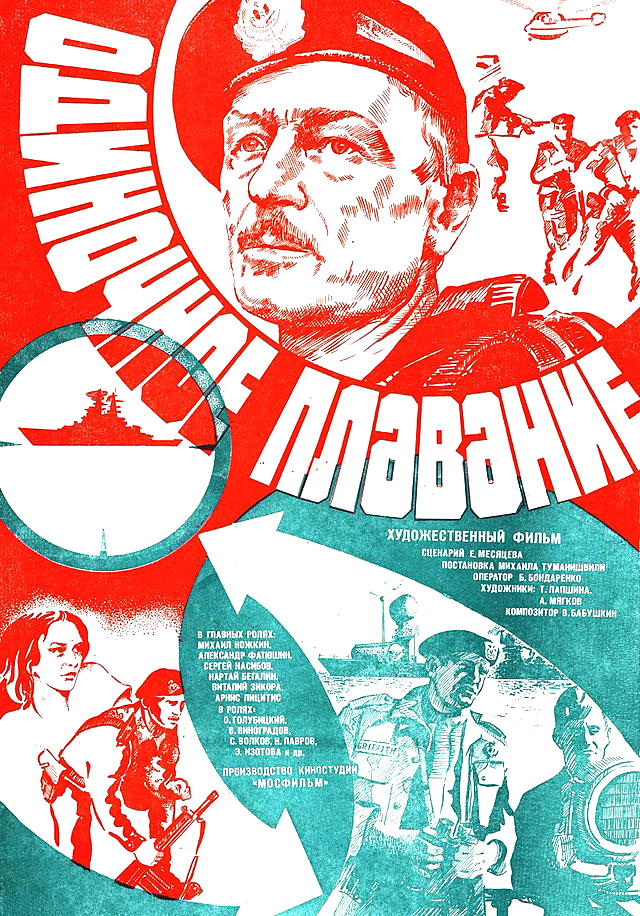 ОДИНОЧНОЕ
ПЛАВАНИЕ
ХУДОЖЕСТВЕННЫЙ ФИЛЬМ
СЦЕНАРИЙ Е. МЕСЯЦЕВА
ПОСТАНОВКА МИХАИЛА ТУМАНИШВИЛИ
ОПЕРАТОР Б. БОНДАРЕНКО
ХУДОЖНИКИ: Т. ЛАПШИНА,
А. МЯГКОВ
КОМПОЗИТОР В. БАБУШКИН
В ГЛАВНЫХ РОЛЯХ:
МИХАИЛ НОЖКИН,
АЛЕКСАНДР ФАТЮШИН,
СЕРГЕЙ НАСИБОВ,
НАРТАЙ БЕГАЛИН,
ВИТАЛИЙ ЗИКОРА,
АРНИС ЛИЦИТИС
В РОЛЯХ:
О. ГОЛУБИЦКИЙ,
В. ВИНОГРАДОВ,
С. ВОЛКОВ, Н. ЛАВРОВ,
Э. ИЗОТОВА и др.
ПРОИЗВОДСТВО КИНОСТУДИИ
«МОСФИЛЬМ»
GRIFFITH